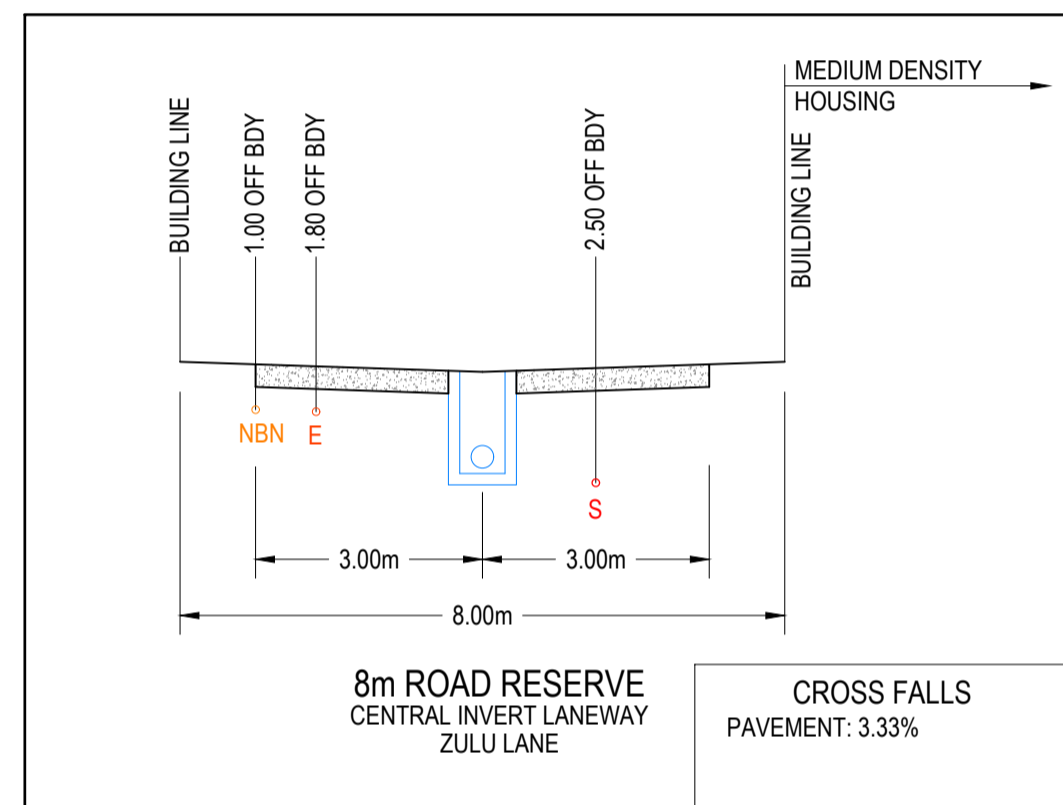 MEDIUM DENSITY
HOUSING
BUILDING LINE
1.00 OFF BDY
1.80 OFF BDY
2.50 OFF BDY
BUILDING LINE
NBN
E
S
3.00m
3.00m
8.00m
8m ROAD RESERVE
CENTRAL INVERT LANEWAY
ZULU LANE
CROSS FALLS
PAVEMENT: 3.33%